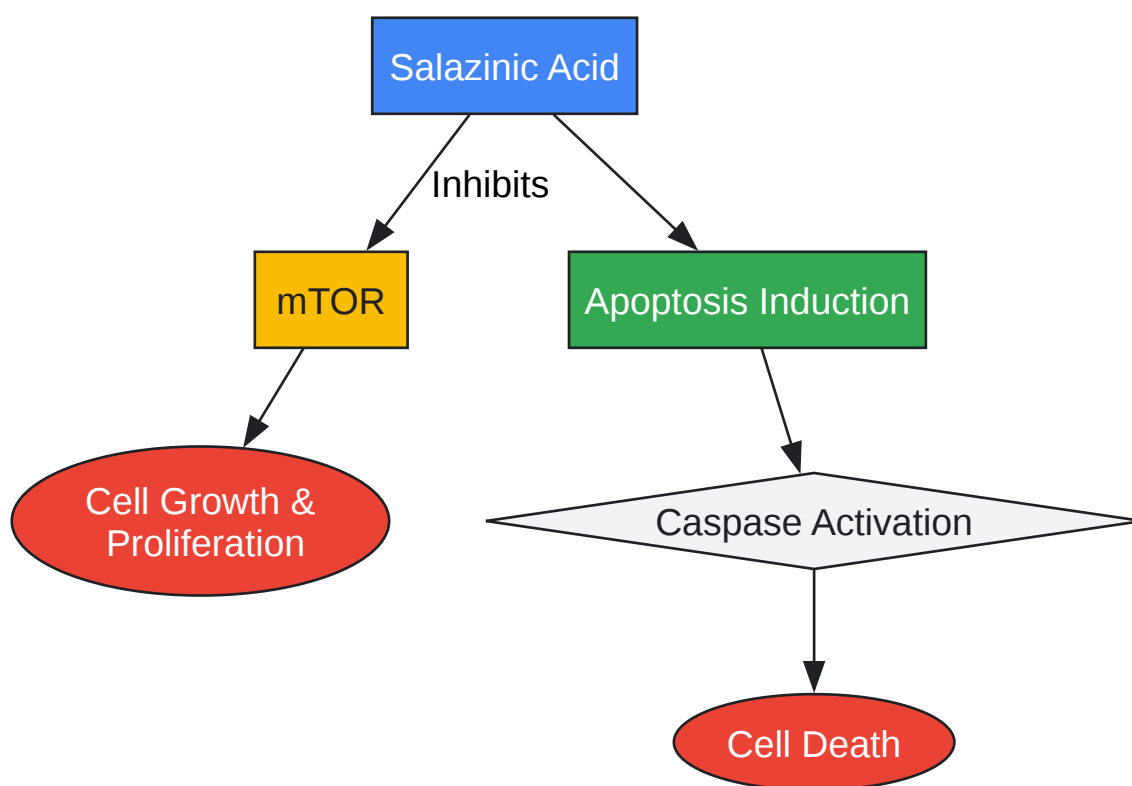 Salazinic Acid
Inhibits
mTOR
Apoptosis Induction
Cell Growth &
Proliferation
Caspase Activation
Cell Death